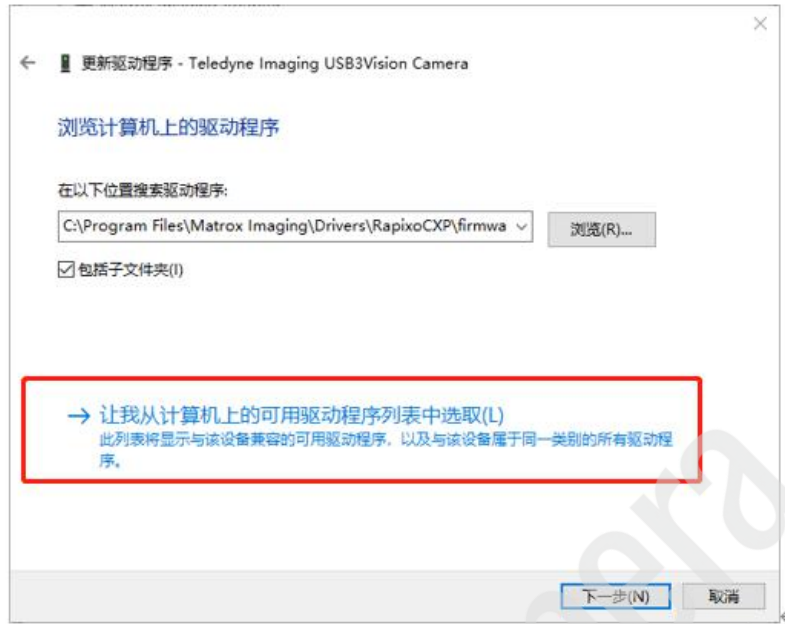 更新驱动程序 - Teledyne Imaging USB3Vision Camera
浏览计算机上的驱动程序
在以下位置搜索驱动程序:
C:\Program Files\Matrox Imaging\Drivers\RapixoCXP\firmwa
浏览(R)...
包括子文件夹(I)
让我从计算机上的可用驱动程序列表中选取(L)
此列表将显示与该设备兼容的可用驱动程序，以及与该设备属于同一类别的所有驱动程
序。
下一步(N)
取消
era